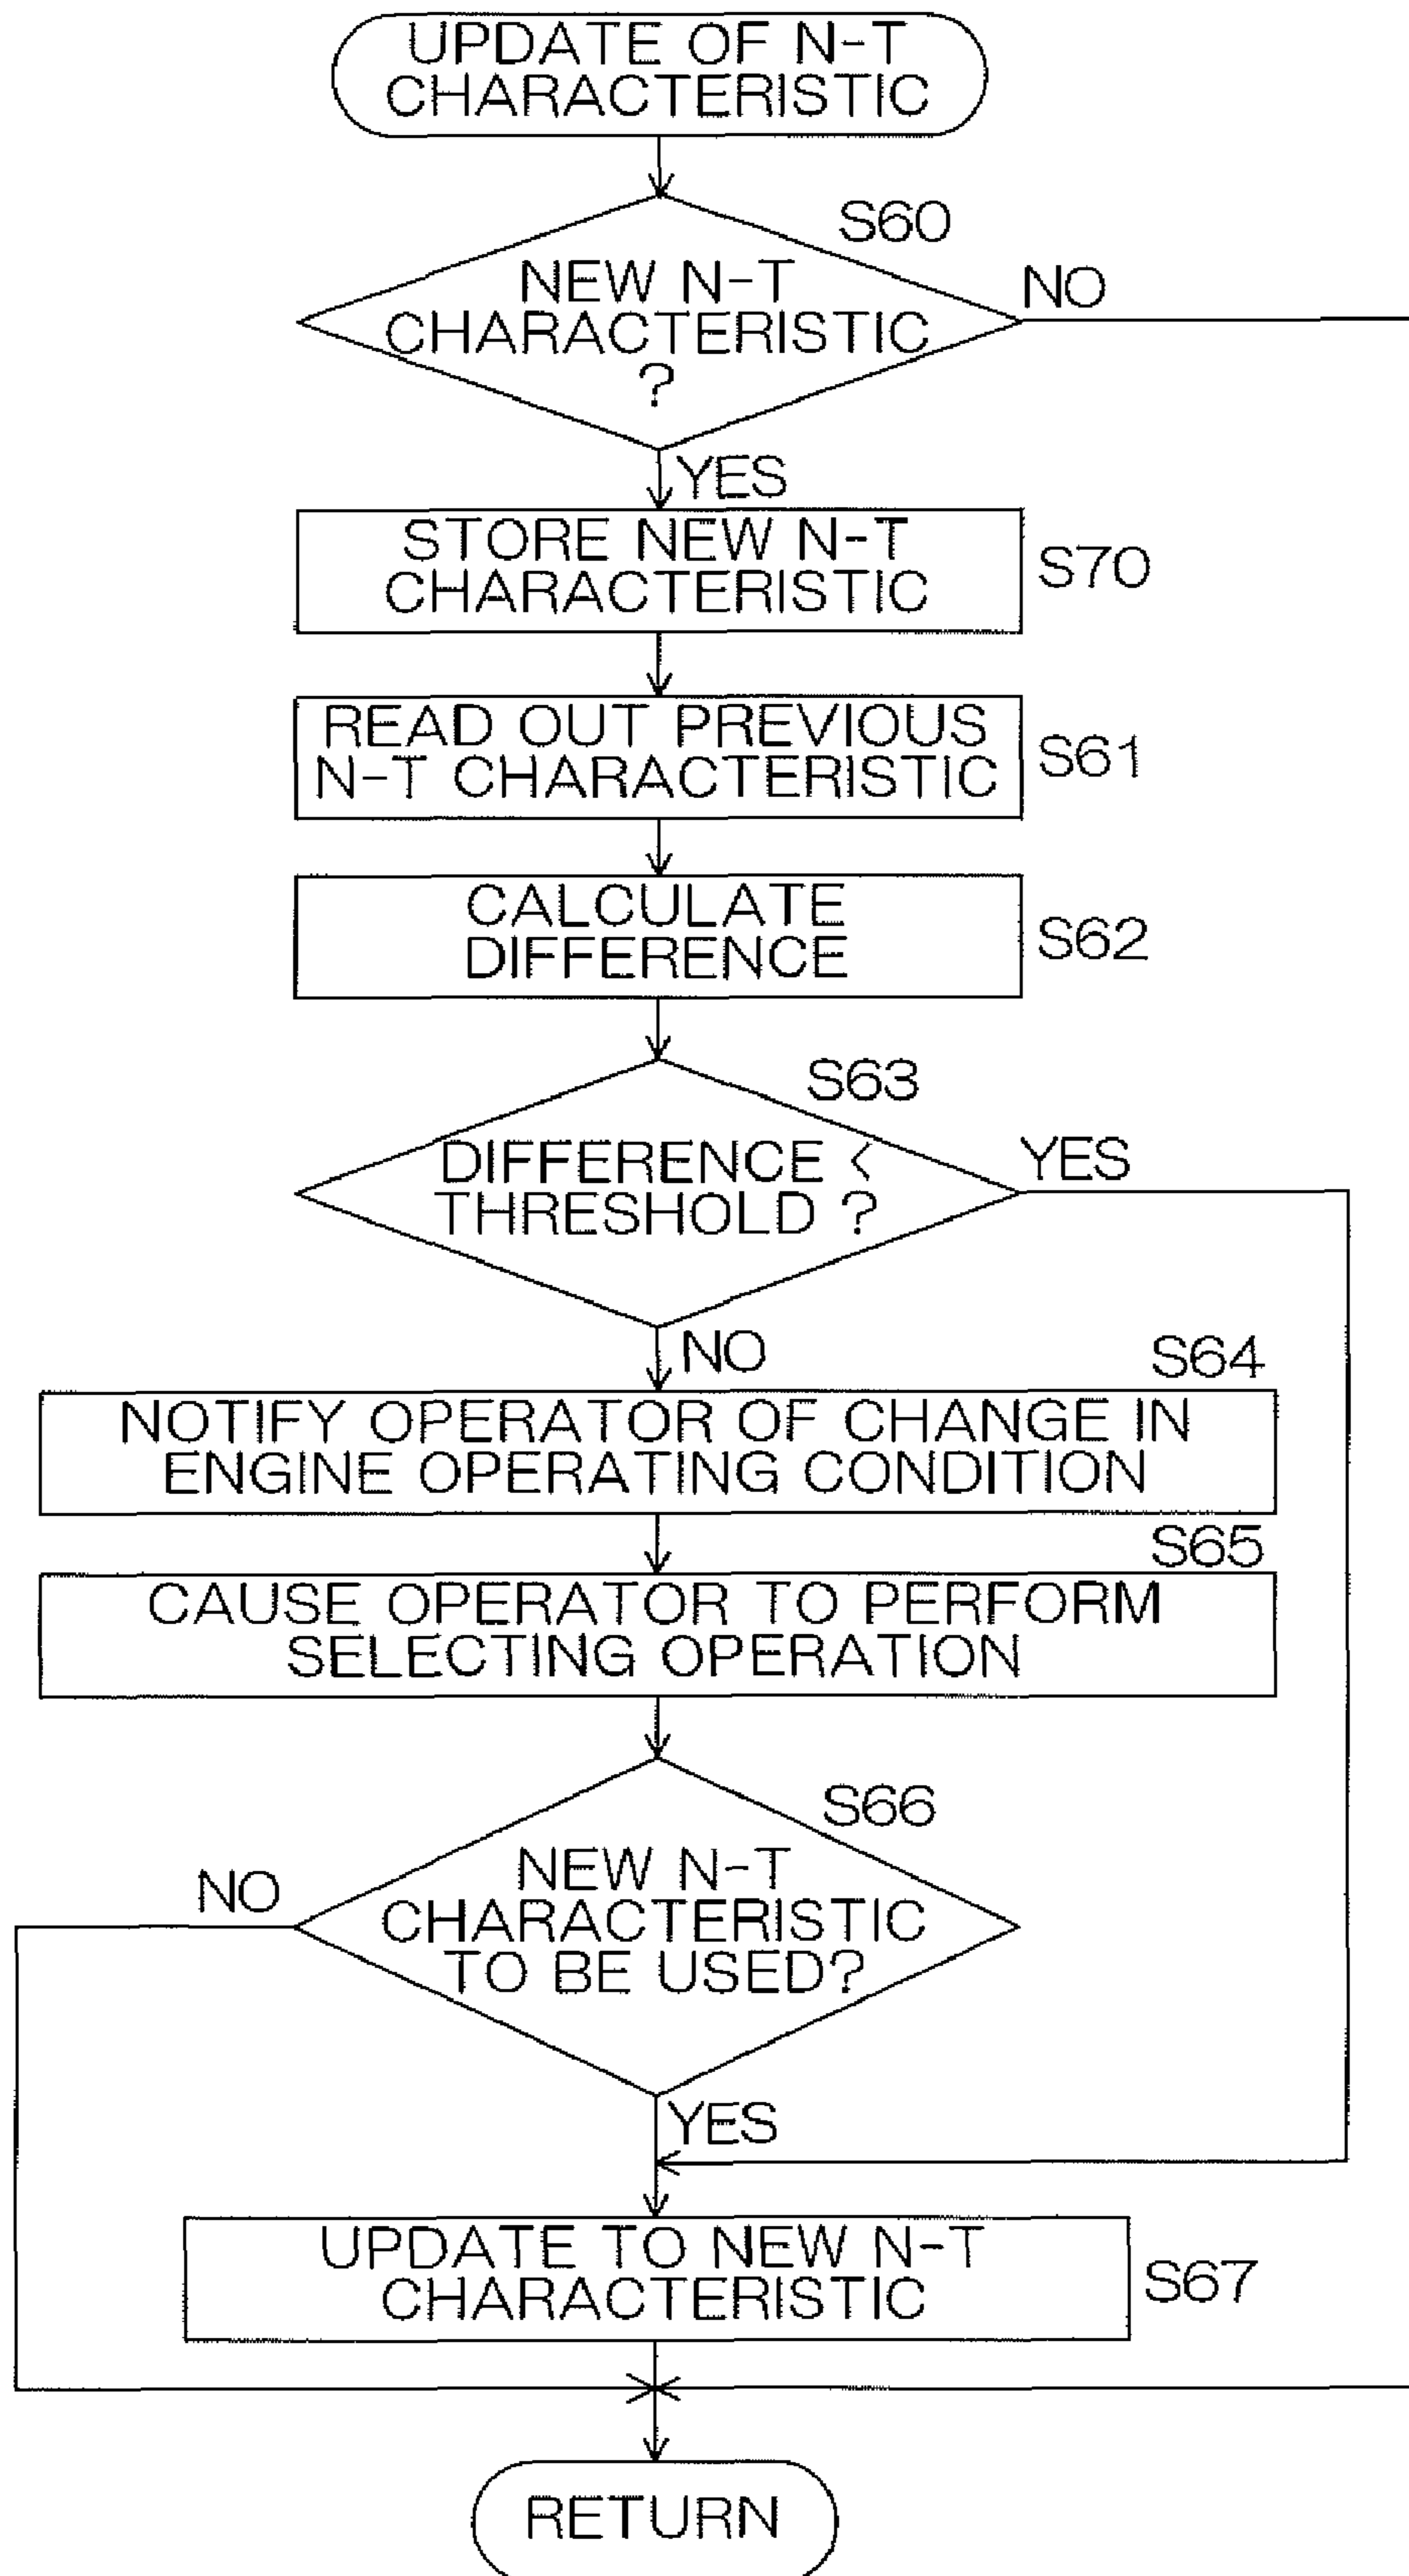 UPDATE OF N-T
CHARACTERISTIC
S60
NEW N-T
CHARACTERISTIC
?
NO
YES
STORE NEW N-T
CHARACTERISTIC
S70
READ OUT PREVIOUS
N-T CHARACTERISTIC
S61
CALCULATE
DIFFERENCE
S62
S63
DIFFERENCE <
THRESHOLD ?
YES
NO
S64
NOTIFY OPERATOR OF CHANGE IN
ENGINE OPERATING CONDITION
S65
CAUSE OPERATOR TO PERFORM
SELECTING OPERATION
S66
NEW N-T
CHARACTERISTIC
TO BE USED?
NO
YES
UPDATE TO NEW N-T
CHARACTERISTIC
S67
RETURN